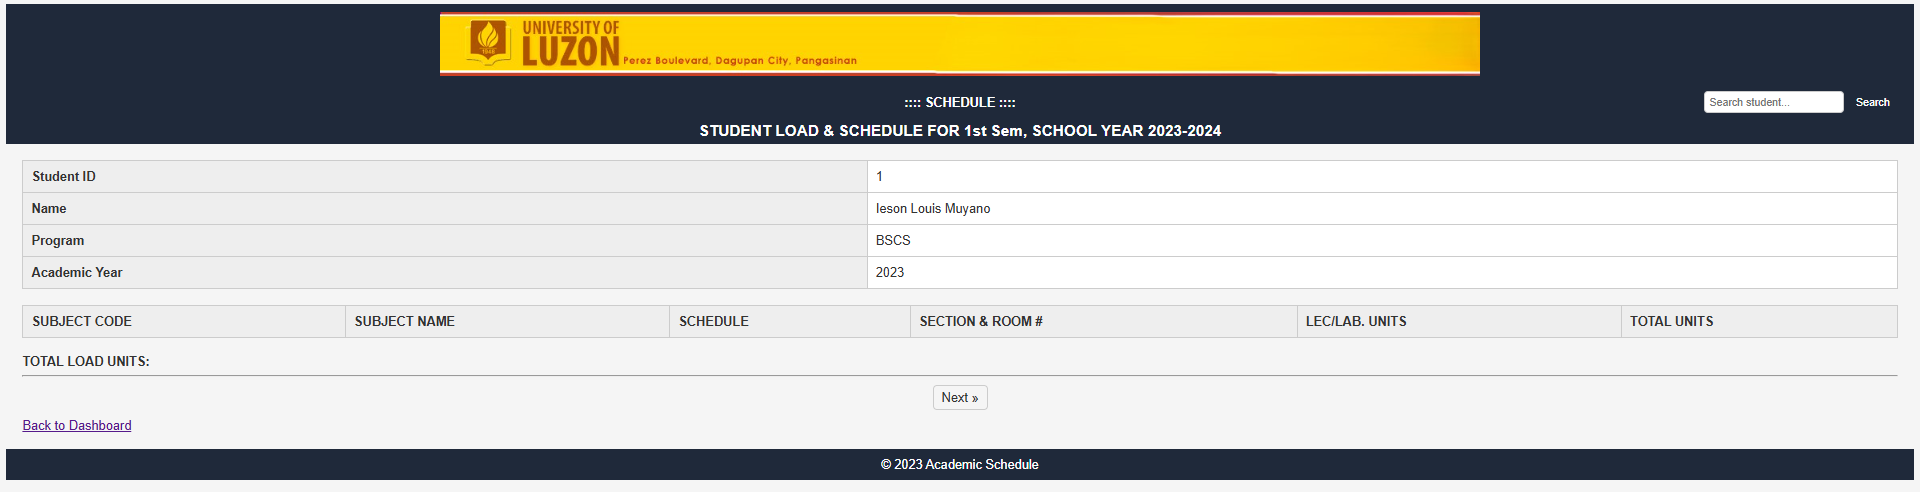 UNIVERSITY OF
LUZON Perez Boulevard, Dagupan City, Pangasinan
1948
:::: SCHEDULE ::::
Search student... Search
STUDENT LOAD & SCHEDULE FOR 1st Sem, SCHOOL YEAR 2023-2024
Student ID 1
Name Ieson Louis Muyano
Program BSCS
Academic Year 2023
SUBJECT CODE SUBJECT NAME SCHEDULE SECTION & ROOM # LEC/LAB. UNITS TOTAL UNITS
TOTAL LOAD UNITS:
Next »
Back to Dashboard
© 2023 Academic Schedule